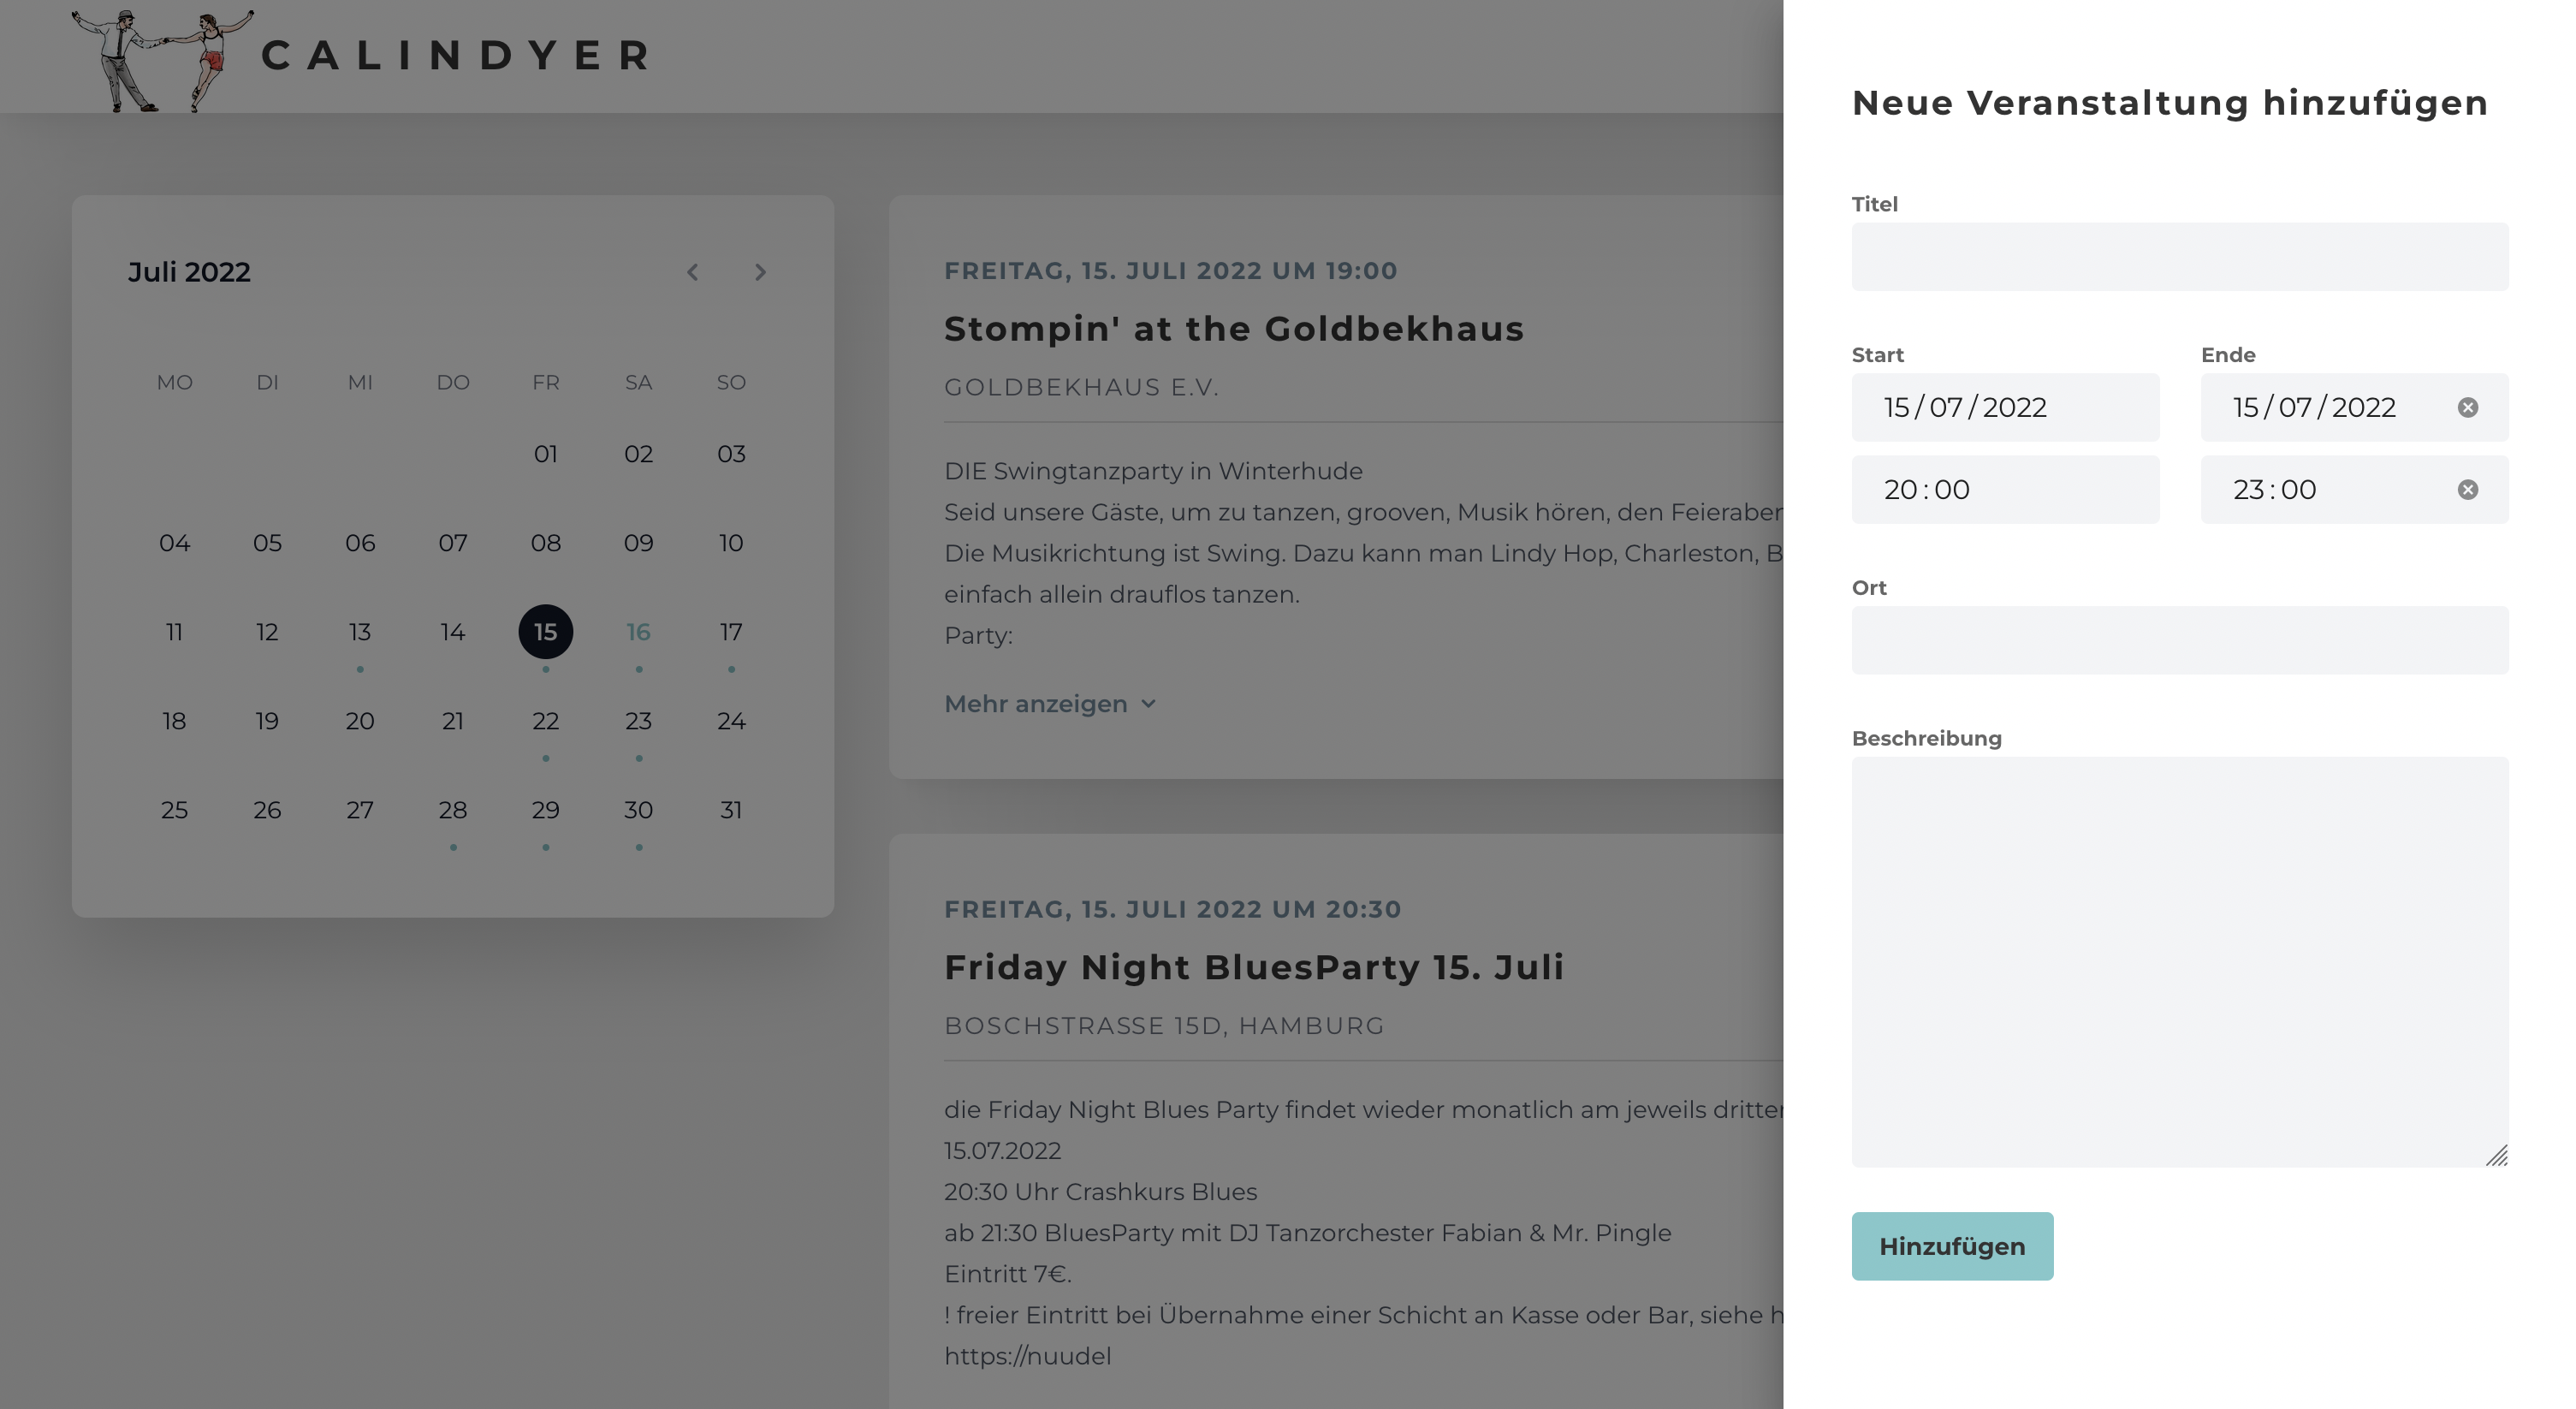 CALINDYER
Juli 2022
MO DI MI DO FR SA SO
01 02 03
04 05 06 07 08 09 10
11 12 13 14 15 16 17
18 19 20 21 22 23 24
25 26 27 28 29 30 31
FREITAG, 15. JULI 2022 UM 19:00
Stompin' at the Goldbekhaus
GOLDBEKHAUS E.V.
DIE Swingtanzparty in Winterhude
Seid unsere Gäste, um zu tanzen, grooven, Musik hören, den
Die Musikrichtung ist Swing. Dazu kann man Lindy Hop, Charleston,
einfach allein drauflos tanzen.
Party:
Mehr anzeigen
FREITAG, 15. JULI 2022 UM 20:30
Friday Night BluesParty 15. Juli
BOSCHSTRASSE 15D, HAMBURG
die Friday Night Blues Party findet wieder monatlich am jeweils
15.07.2022
20:30 Uhr Crashkurs Blues
ab 21:30 BluesParty mit DJ Tanzorchester Fabian & Mr. Pingle
Eintritt 7€.
! freier Eintritt bei Übernahme einer Schicht an Kasse oder Bar, siehe
https://nuudel
Neue Veranstaltung hinzufügen
Titel
Start Ende
15/07/2022 15/07/2022
20:00 23:00
Ort
Beschreibung
Hinzufügen